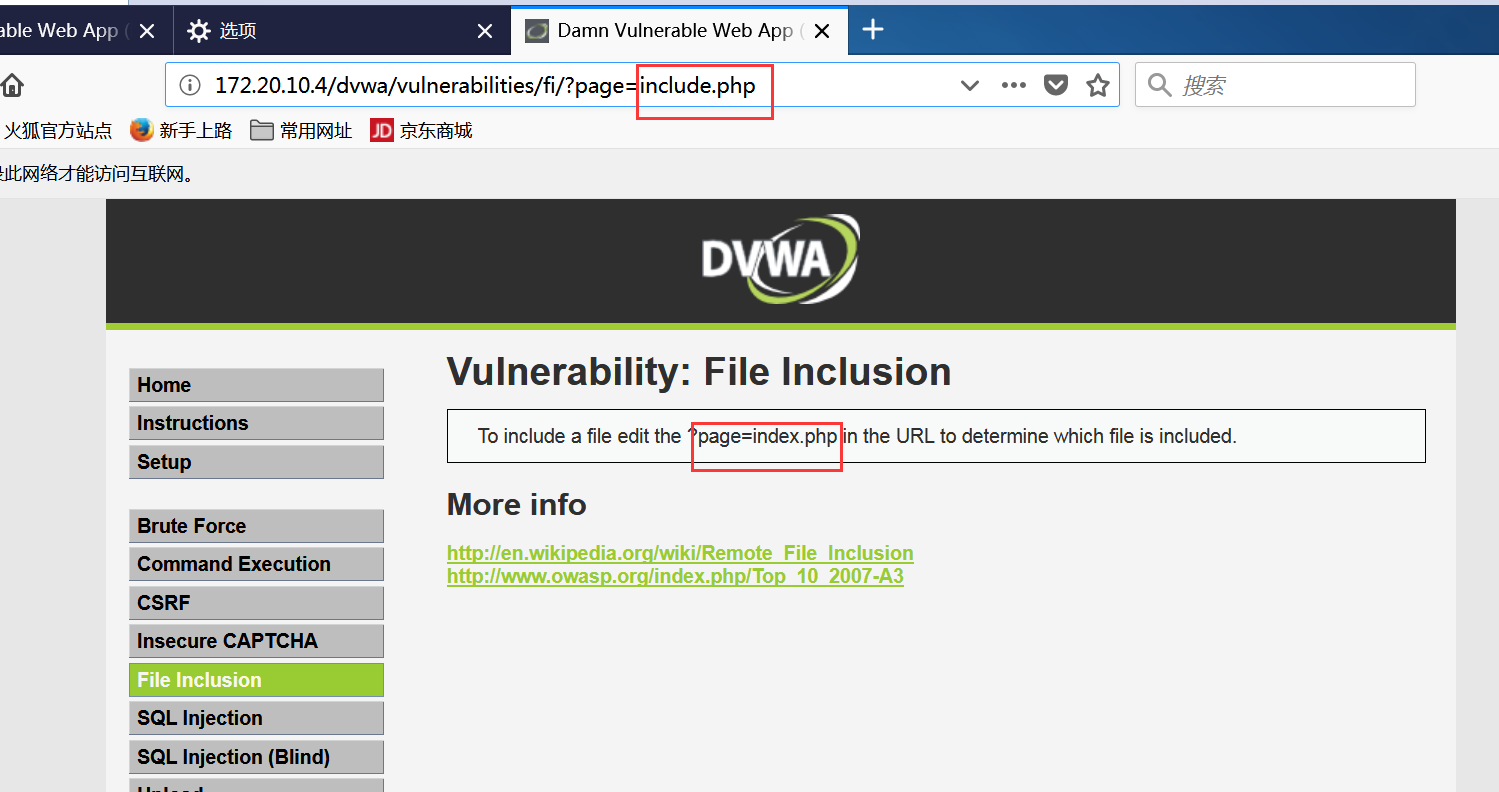 able Web App (
选项
Damn Vulnerable Web App (
172.20.10.4/dvwa/vulnerabilities/fi/?page=include.php
搜索
火狐官方站点
新手上路
常用网址
JD 京东商城
此网络才能访问互联网。
DVWA
Home
Instructions
Setup
Brute Force
Command Execution
CSRF
Insecure CAPTCHA
File Inclusion
SQL Injection
SQL Injection (Blind)
Vulnerability: File Inclusion
To include a file edit the ?page=index.php in the URL to determine which file is included.
More info
http://en.wikipedia.org/wiki/Remote_File_Inclusion
http://www.owasp.org/index.php/Top_10_2007-A3